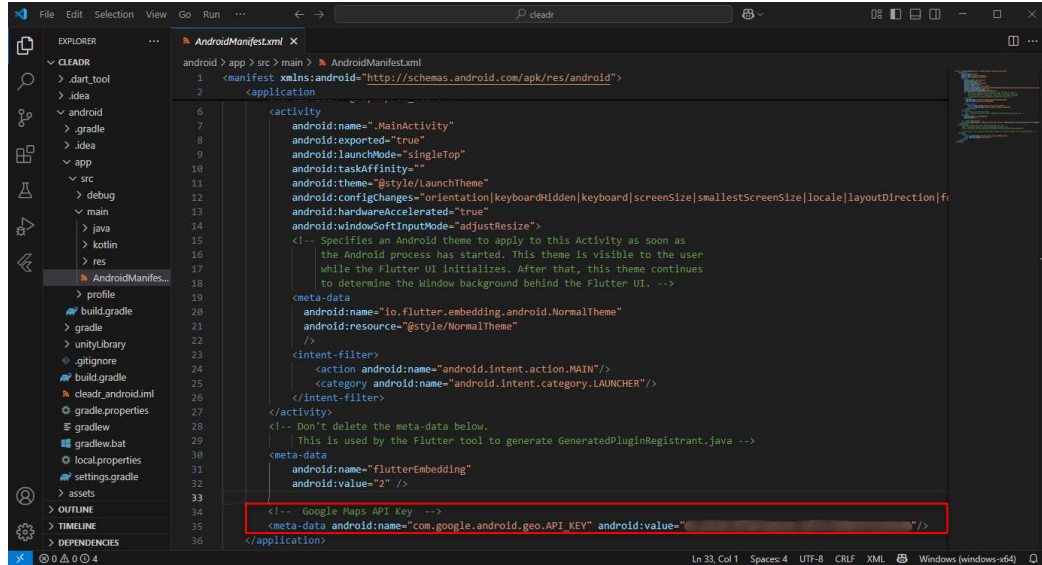 File Edit Selection View Go Run ··· cleadr
EXPLORER ···
AndroidManifest.xml
CLEADR
android > app > src > main > AndroidManifest.xml
.dart_tool
.idea
android
.gradle
.idea
app
src
debug
main
java
kotlin
res
AndroidManifes...
profile
build.gradle
gradle
unityLibrary
.gitignore
build.gradle
cleadr_android.iml
gradle.properties
gradlew
gradlew.bat
local.properties
settings.gradle
assets
OUTLINE
TIMELINE
DEPENDENCIES
1 <manifest xmlns:android="http://schemas.android.com/apk/res/android">
2 <application
6 <activity
7 android:name=".MainActivity"
8 android:exported="true"
9 android:launchMode="singleTop"
10 android:taskAffinity=""
11 android:theme="@style/LaunchTheme"
12 android:configChanges="orientation|keyboardHidden|keyboard|screenSize|smallestScreenSize|locale|layoutDirection|fo
13 android:hardwareAccelerated="true"
14 android:windowSoftInputMode="adjustResize">
15 <!-- Specifies an Android theme to apply to this Activity as soon as
16 the Android process has started. This theme is visible to the user
17 while the Flutter UI initializes. After that, this theme continues
18 to determine the Window background behind the Flutter UI. -->
19 <meta-data
20 android:name="io.flutter.embedding.android.NormalTheme"
21 android:resource="@style/NormalTheme"
22 />
23 <intent-filter>
24 <action android:name="android.intent.action.MAIN"/>
25 <category android:name="android.intent.category.LAUNCHER"/>
26 </intent-filter>
27 </activity>
28 <!-- Don't delete the meta-data below.
29 This is used by the Flutter tool to generate GeneratedPluginRegistrant.java -->
30 <meta-data
31 android:name="flutterEmbedding"
32 android:value="2" />
33
34 <!-- Google Maps API Key -->
35 <meta-data android:name="com.google.android.geo.API_KEY" android:value=" "/>
36 </application>
0 0 0 4 Ln 33, Col 1 Spaces: 4 UTF-8 CRLF XML Windows (windows-x64)